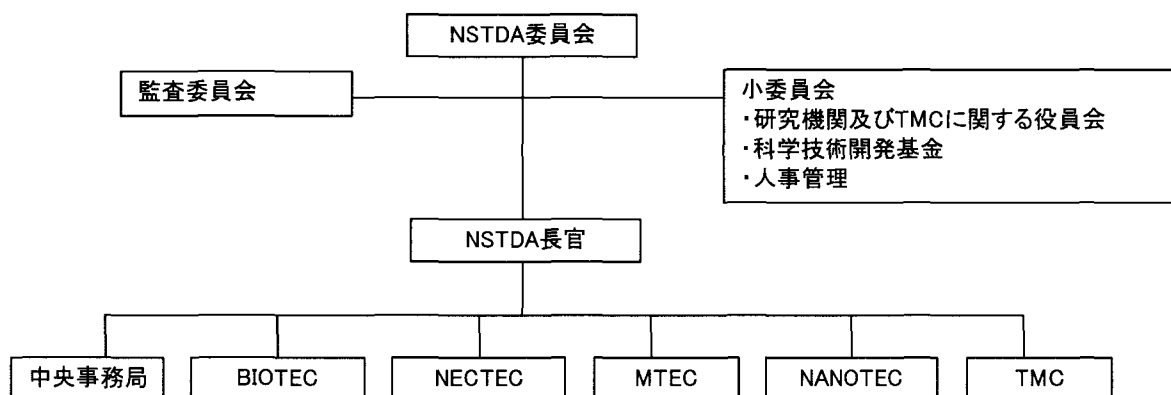 NSTDA委員会
監査委員会
小委員会
・研究機関及びTMCに関する役員会
・科学技術開発基金
・人事管理
NSTDA長官
中央事務局
BIOTEC
NECTEC
MTEC
NANOTEC
TMC